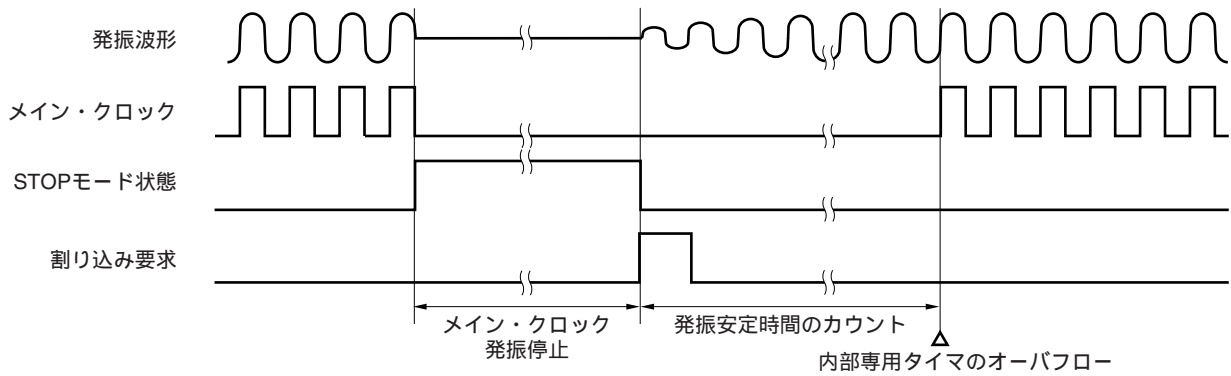 発振波形
メイン・クロック
STOPモード状態
割り込み要求
メイン・クロック
発振停止
発振安定時間のカウント
内部専用タイマのオーバフロー